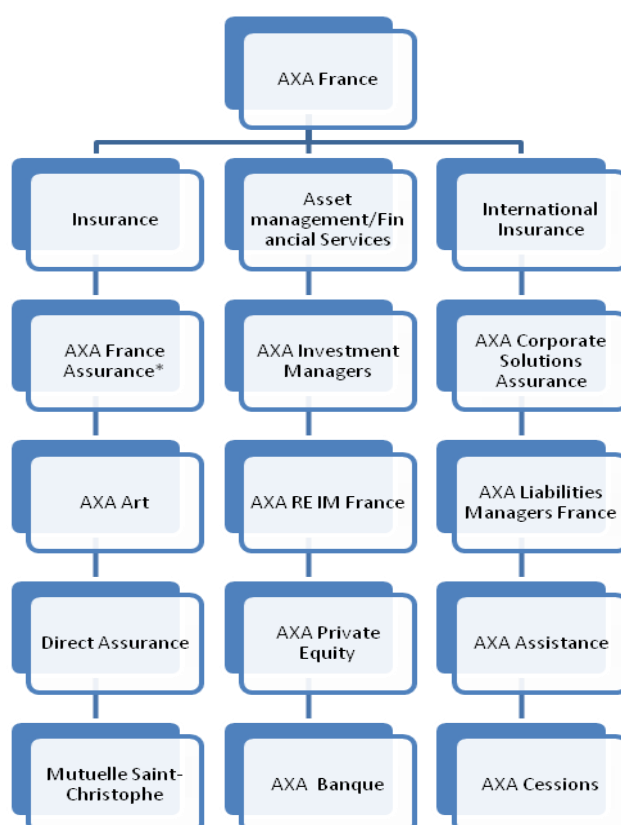 AXA France
Insurance
Asset
management/Fin
ancial Services
International
Insurance
AXA France
Assurance*
AXA Investment
Managers
AXA Corporate
Solutions
Assurance
AXA Art
AXA RE IM France
AXA Liabilities
Managers France
Direct Assurance
AXA Private
Equity
AXA Assistance
Mutuelle Saint-
Christophe
AXA Banque
AXA Cessions